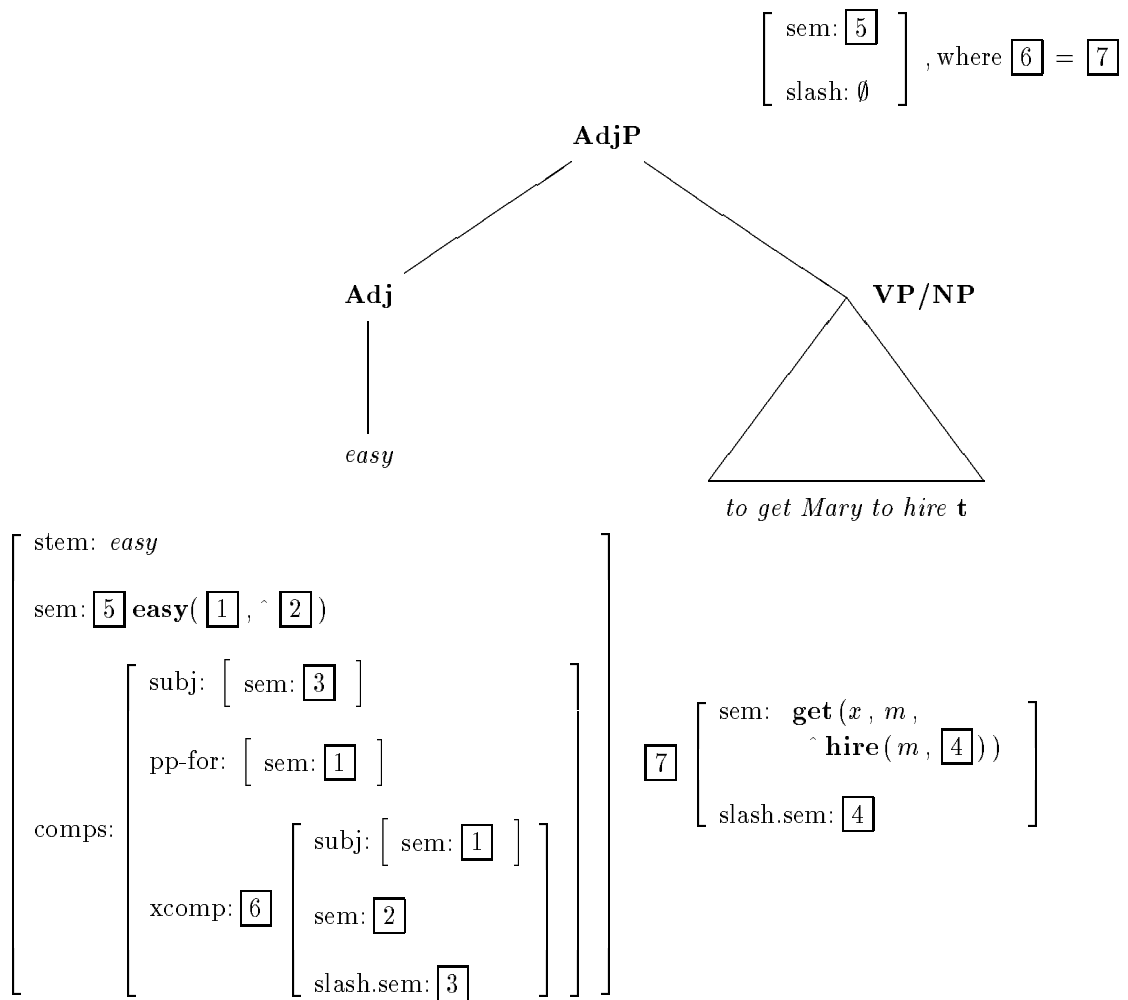 sem: 5
slash: ∅
, where 6 = 7
AdjP
Adj
VP/NP
easy
to get Mary to hire t
stem: easy
sem: 5 easy( 1 , ^ 2 )
comps:
subj: [ sem: 3 ]
pp-for: [ sem: 1 ]
xcomp: 6
subj: [ sem: 1 ]
sem: 2
slash.sem: 3
7
sem: get(x , m ,
^ hire( m , 4 ) )
slash.sem: 4